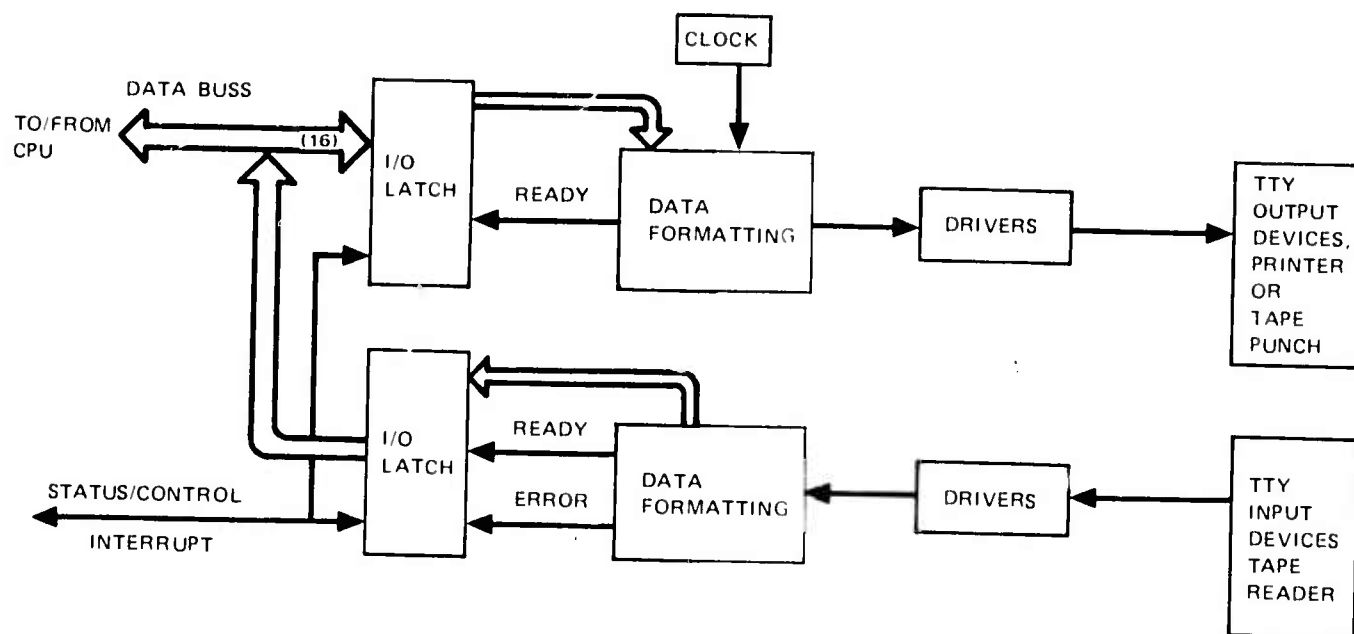 CLOCK
DATA BUSS
TO/FROM
CPU
(16)
I/O
LATCH
READY
DATA
FORMATTING
DRIVERS
TTY
OUTPUT
DEVICES,
PRINTER
OR
TAPE
PUNCH
I/O
LATCH
READY
ERROR
DATA
FORMATTING
DRIVERS
TTY
INPUT
DEVICES
TAPE
READER
STATUS/CONTROL
INTERRUPT